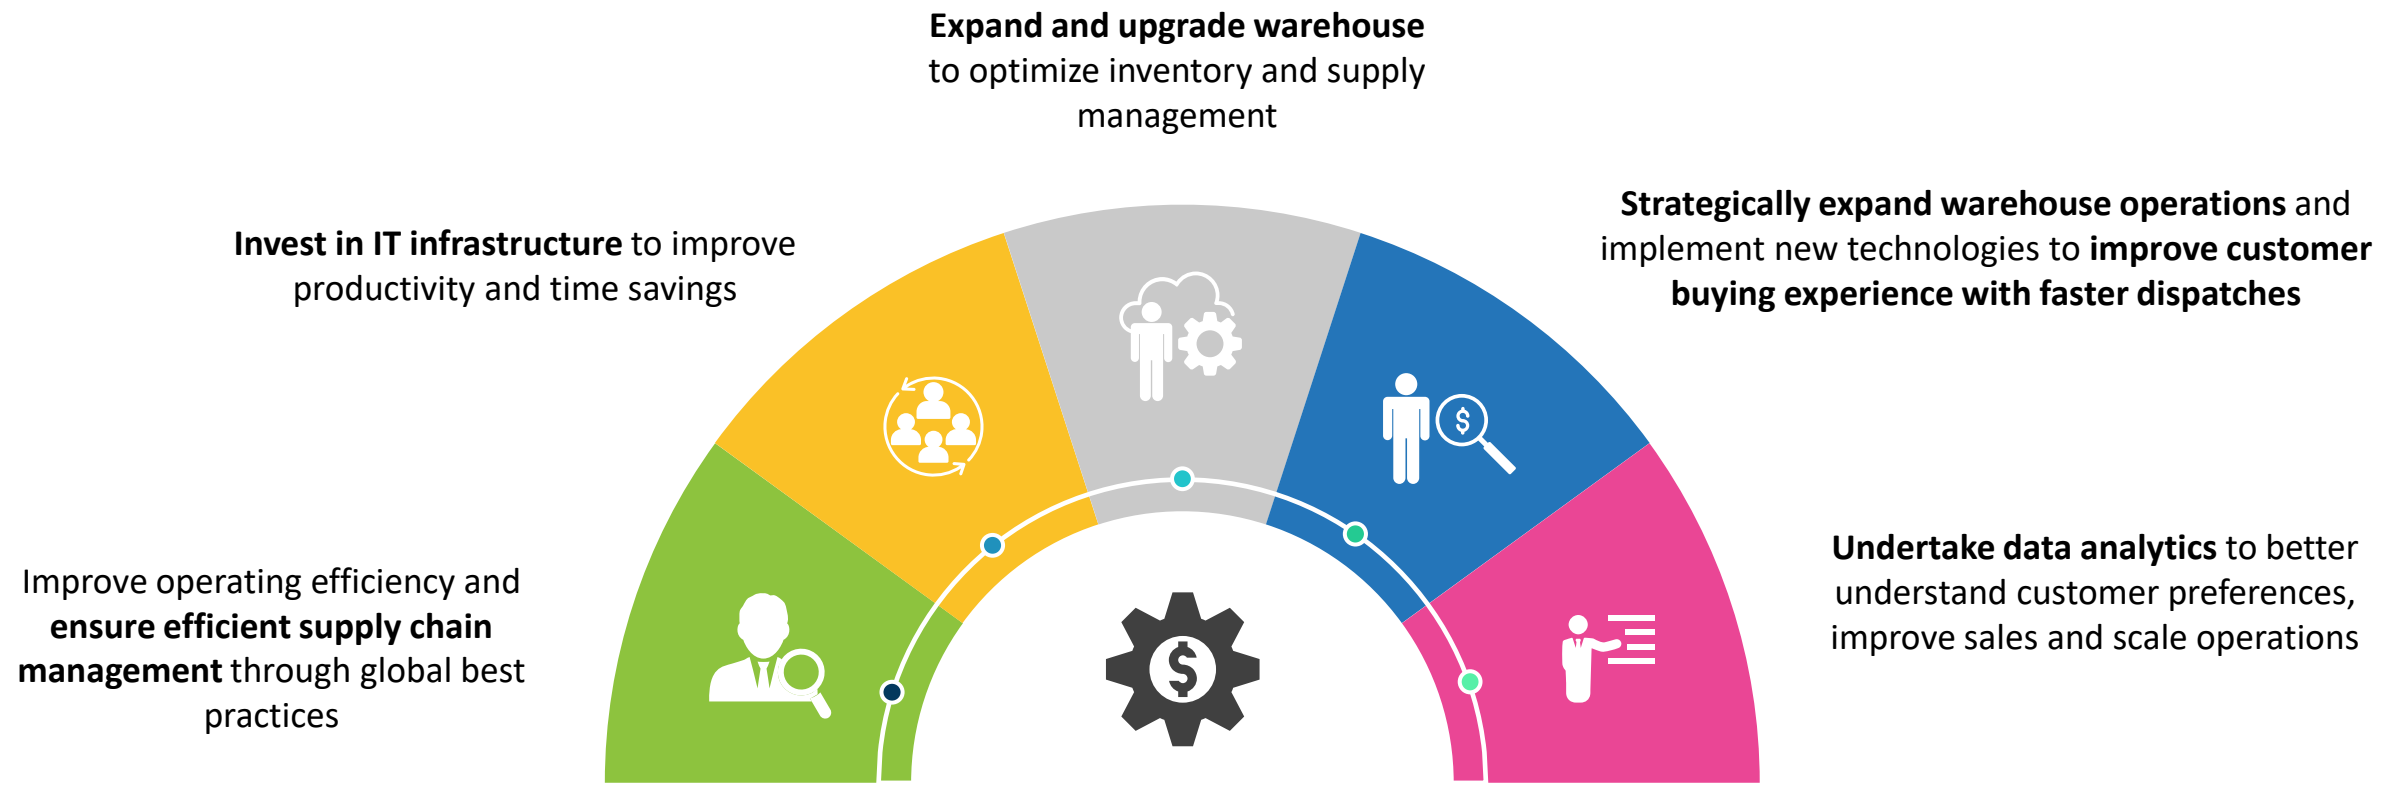 Expand and upgrade warehouse
to optimize inventory and supply
management
Invest in IT infrastructure to improve
productivity and time savings
Strategically expand warehouse operations and
implement new technologies to improve customer
buying experience with faster dispatches
Improve operating efficiency and
ensure efficient supply chain
management through global best
practices
Undertake data analytics to better
understand customer preferences,
improve sales and scale operations
$
$